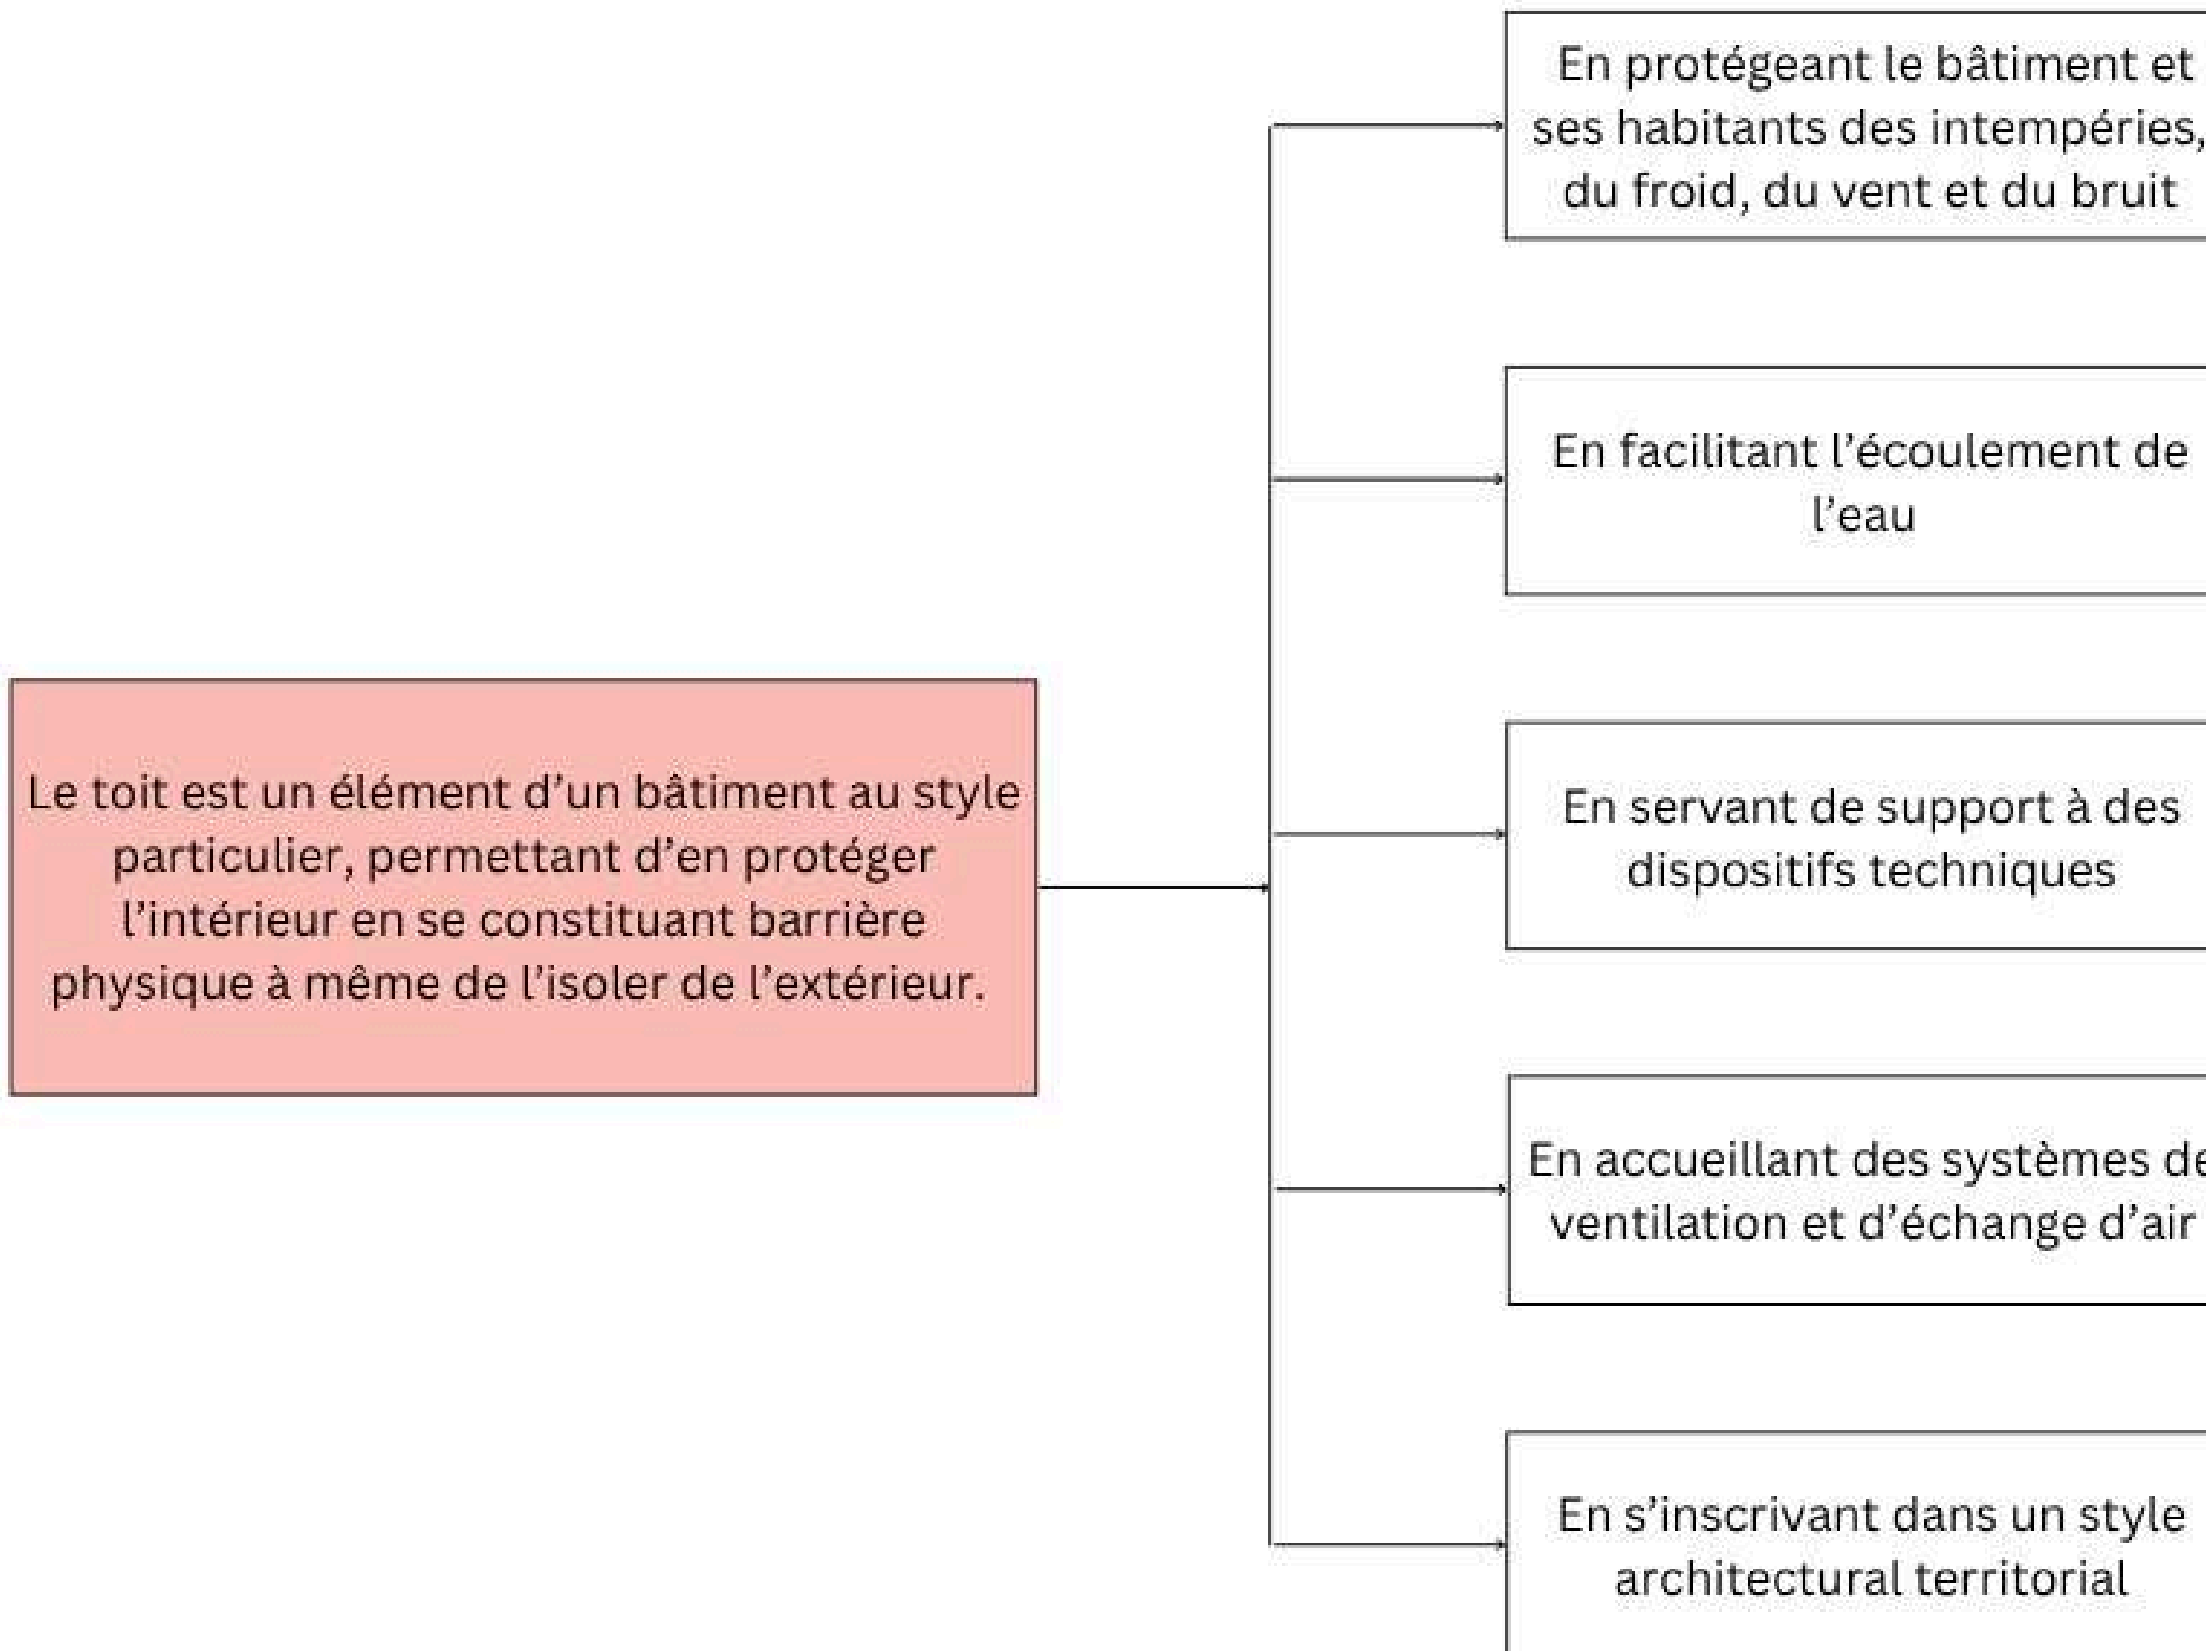 En protégeant le bâtiment et
ses habitants des intempéries,
du froid, du vent et du bruit
En facilitant l’écoulement de
l’eau
Le toit est un élément d’un bâtiment au style
particulier, permettant d’en protéger
l’intérieur en se constituant barrière
physique à même de l’isoler de l’extérieur.
En servant de support à des
dispositifs techniques
En accueillant des systèmes de
ventilation et d’échange d’air
En s’inscrivant dans un style
architectural territorial